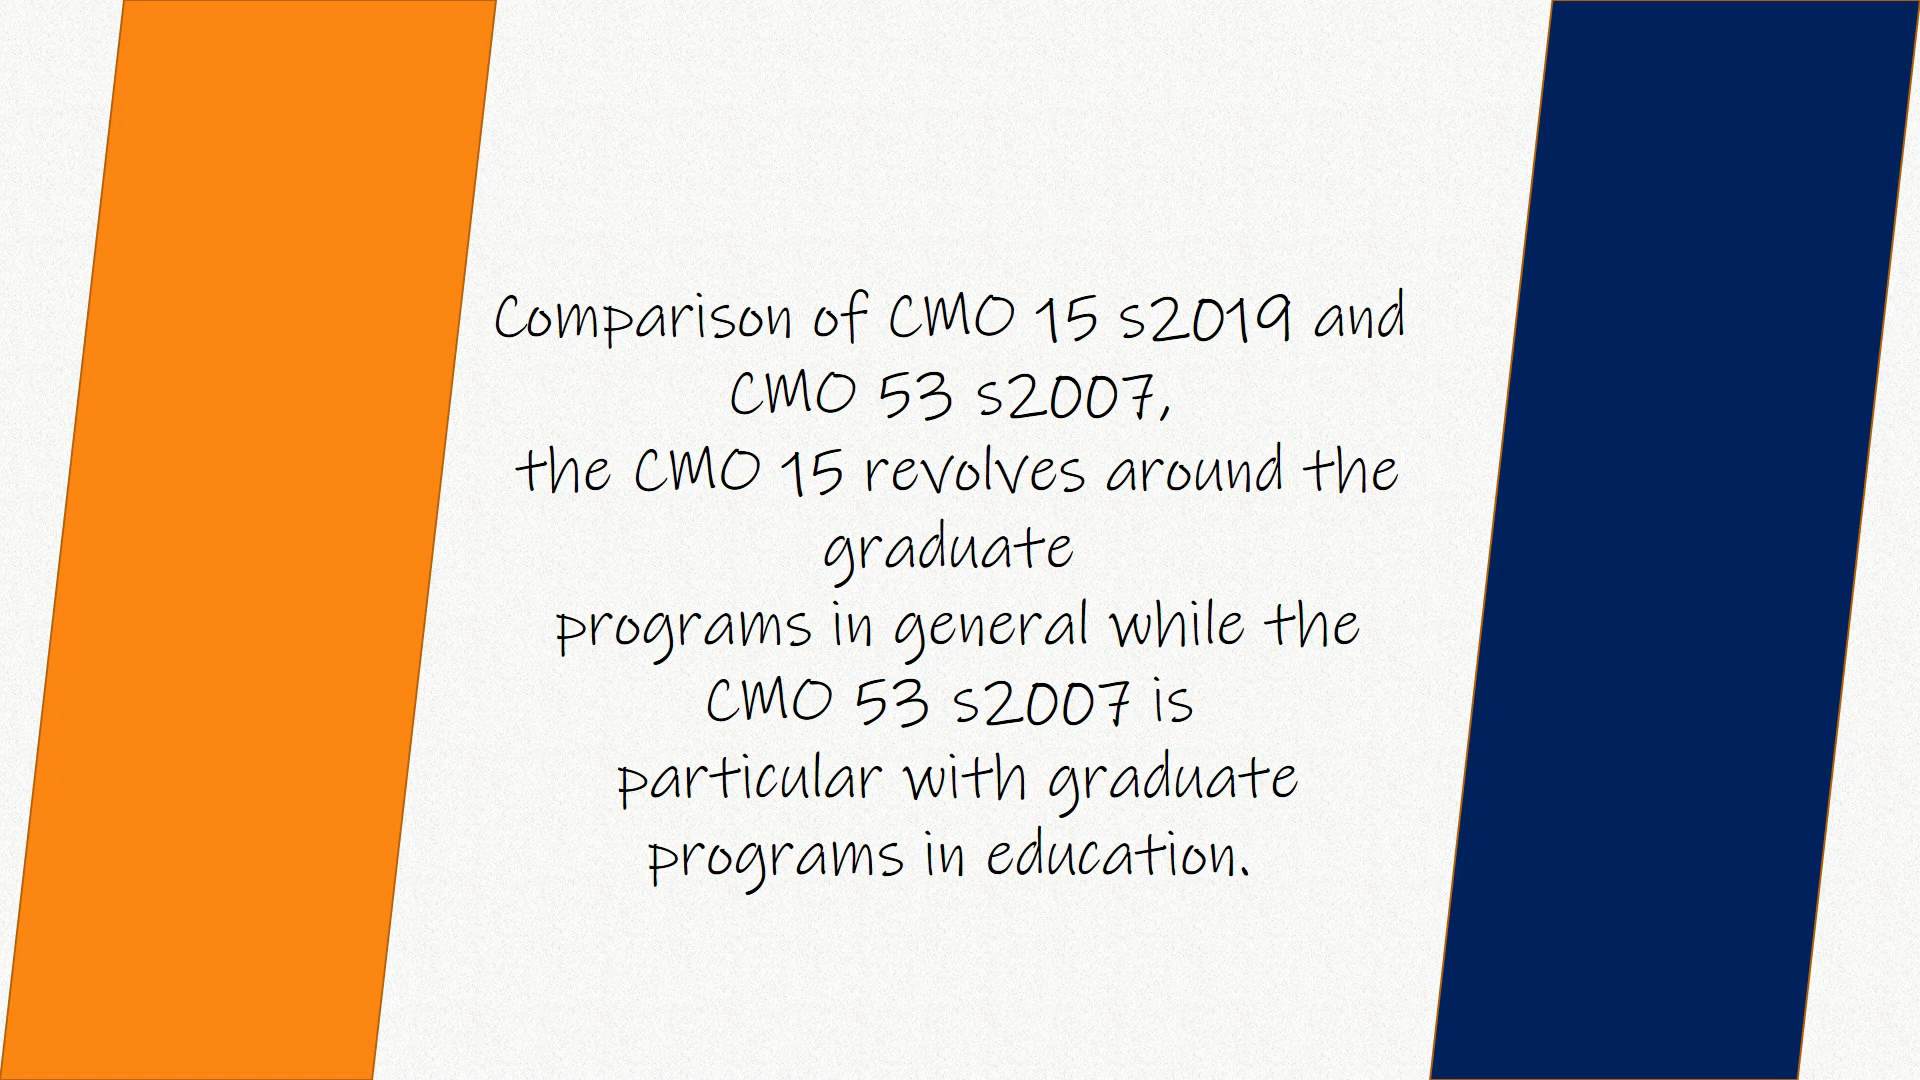 Comparison of CMO 15 s2019 and
CMO 53 s2007,
the CMO 15 revolves around the
graduate
programs in general while the
CMO 53 s2007 is
particular with graduate
programs in education.